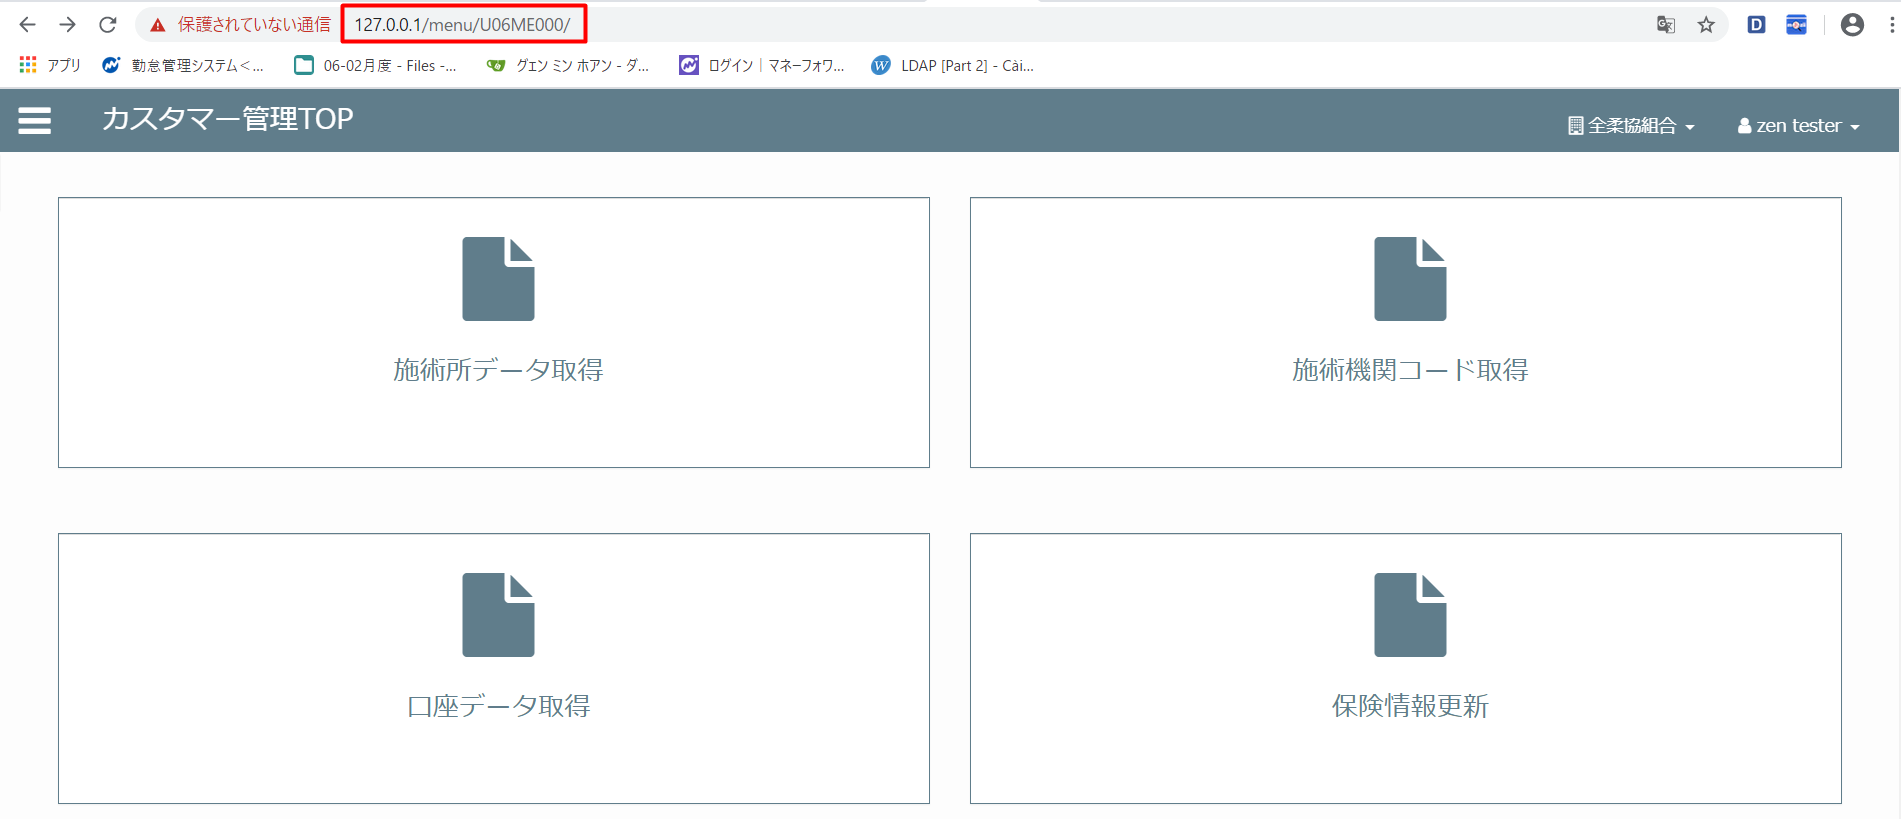 保護されていない通信 127.0.0.1/menu/U06ME000/
アプリ 勤怠管理システム<... 06-02月度 - Files -... グエン ミン ホアン - ダ... ログイン｜マネーフォワ... LDAP [Part 2] - Cài...
カスタマー管理TOP 全柔協組合 zen tester
施術所データ取得 施術機関コード取得
口座データ取得 保険情報更新